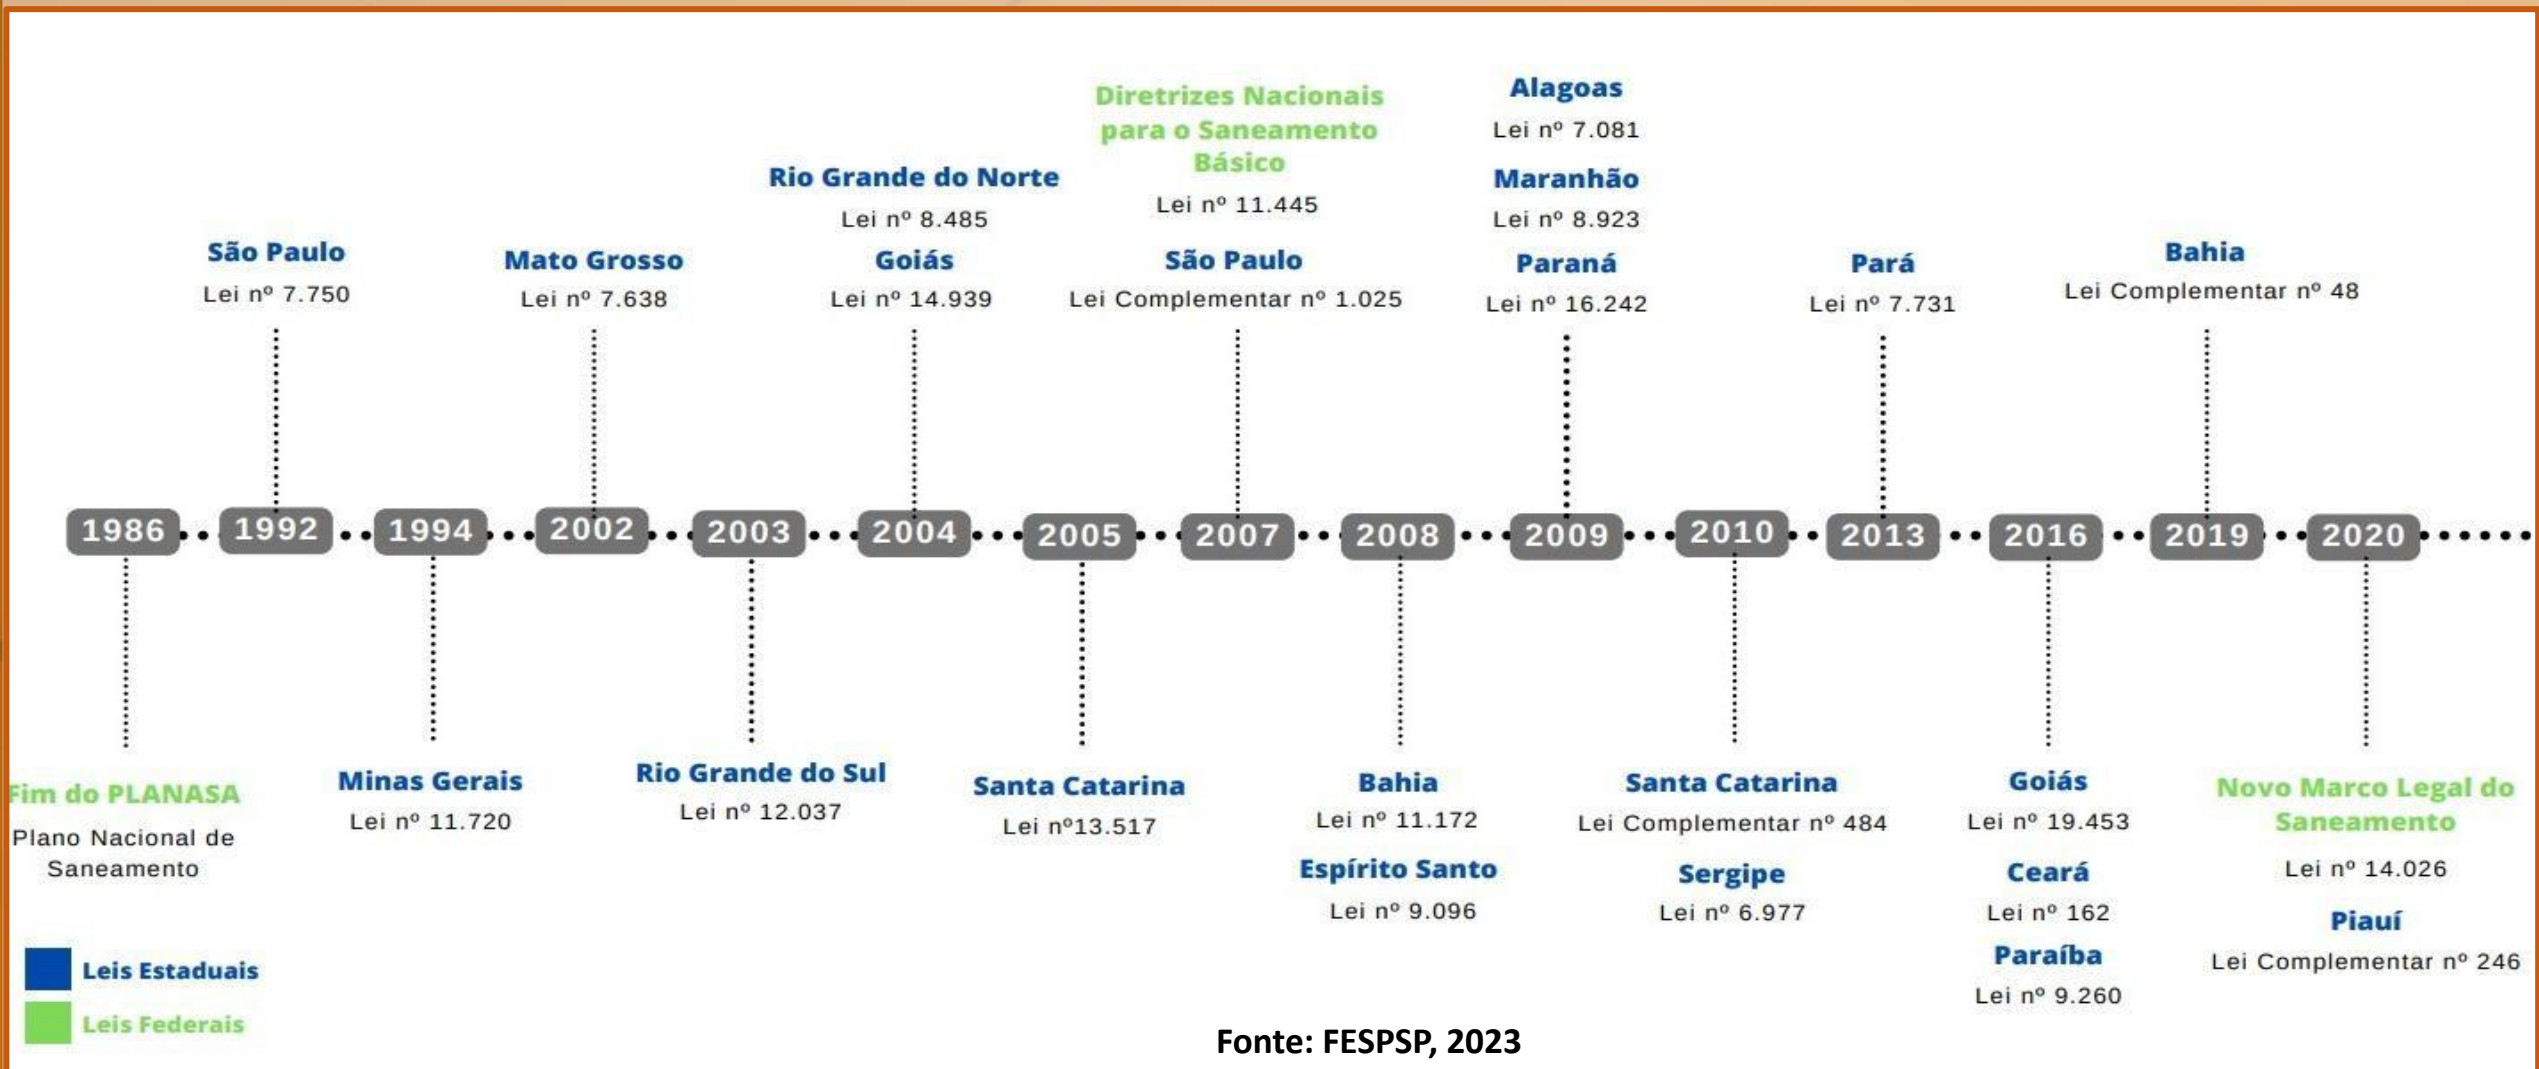 Diretrizes Nacionais
para o Saneamento
Básico
Lei nº 11.445
São Paulo
Lei Complementar nº 1.025
Alagoas
Lei nº 7.081
Maranhão
Lei nº 8.923
Paraná
Lei nº 16.242
Rio Grande do Norte
Lei nº 8.485
Goiás
Lei nº 14.939
São Paulo
Lei nº 7.750
Mato Grosso
Lei nº 7.638
Pará
Lei nº 7.731
Bahia
Lei Complementar nº 48
1986
1992
1994
2002
2003
2004
2005
2007
2008
2009
2010
2013
2016
2019
2020
Fim do PLANASA
Plano Nacional de
Saneamento
Minas Gerais
Lei nº 11.720
Rio Grande do Sul
Lei nº 12.037
Santa Catarina
Lei nº13.517
Bahia
Lei nº 11.172
Espírito Santo
Lei nº 9.096
Santa Catarina
Lei Complementar nº 484
Sergipe
Lei nº 6.977
Goiás
Lei nº 19.453
Ceará
Lei nº 162
Paraíba
Lei nº 9.260
Novo Marco Legal do
Saneamento
Lei nº 14.026
Piauí
Lei Complementar nº 246
Leis Estaduais
Leis Federais
Fonte: FESPSP, 2023